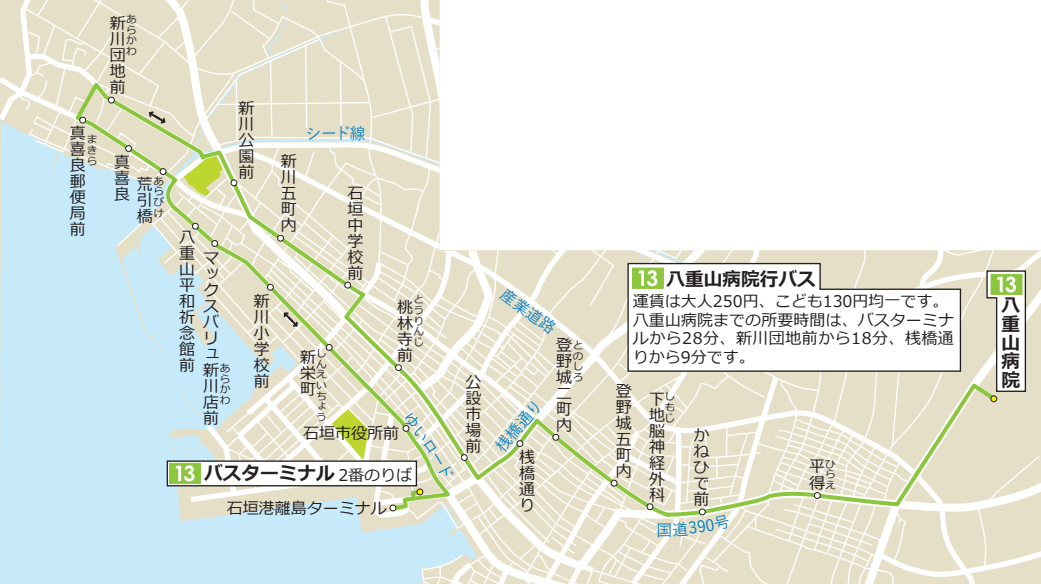 あらかわ
新川団地前
まきら
真喜良郵便局前
真喜良
あらびけ
荒引橋
新川公園前
シード線
新川五町内
石垣中学校前
八重山平和祈念館前
あらかわ
マックスバリュ新川店前
新川小学校前
しんえいちょう
新栄町
とうりんじ
桃林寺前
石垣市役所前
ゆいロード
公設市場前
13 バスターミナル 2番のりば
石垣港離島ターミナル
桟橋通り
桟橋通り
産業道路
とのしろ
登野城二町内
登野城五町内
しもじ
下地脳神経外科
かねひで前
国道390号
ひらえ
平得
13 八重山病院行バス
運賃は大人250円、こども130円均一です。
八重山病院までの所要時間は、バスターミナ
ルから28分、新川団地前から18分、桟橋通
りから9分です。
13
八重山病院